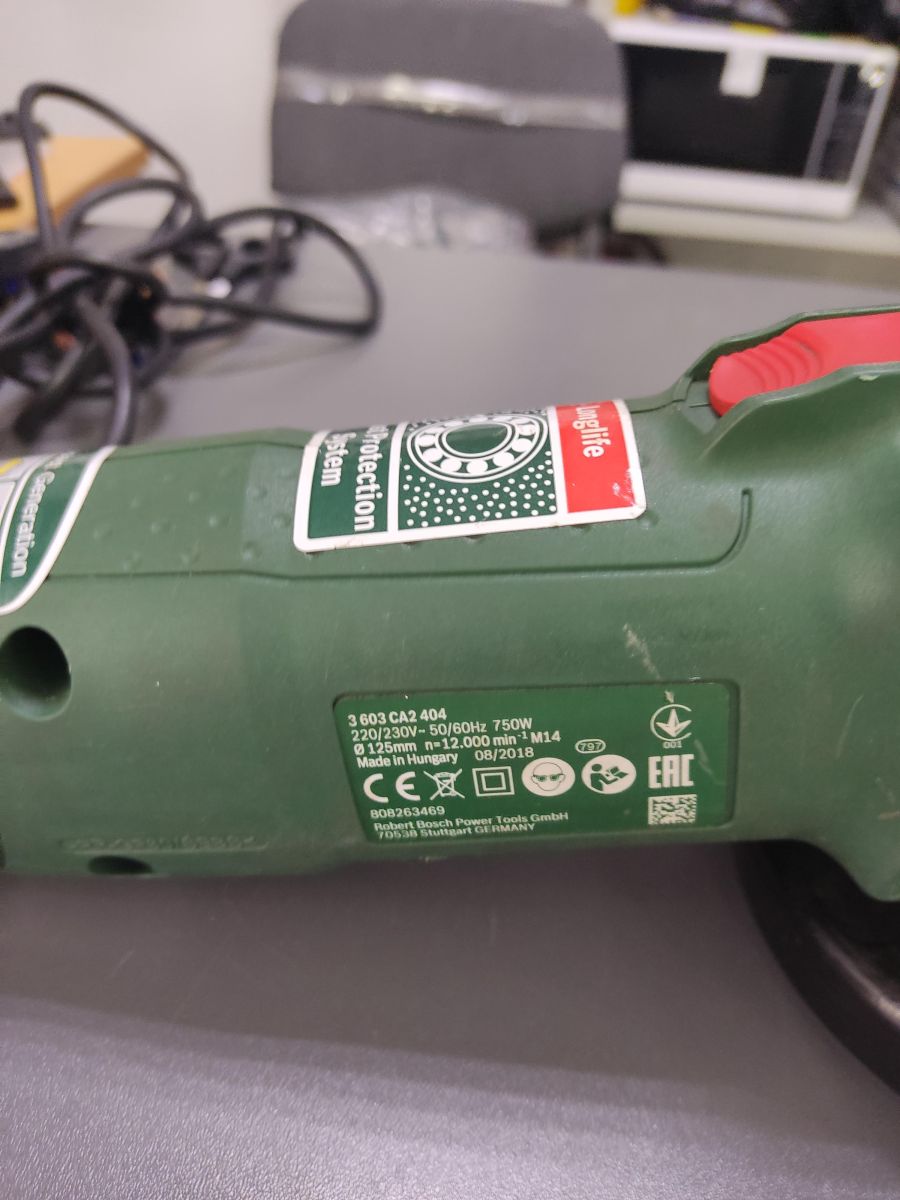 Longlife
Protection
System
Generation
3 603 CA2 404
220/230V~ 50/60Hz 750W
Ø 125mm n=12.000 min⁻¹ M14
Made in Hungary 08/2018
797
001
CE
EAC
808263469
Robert Bosch Power Tools GmbH
70538 Stuttgart GERMANY